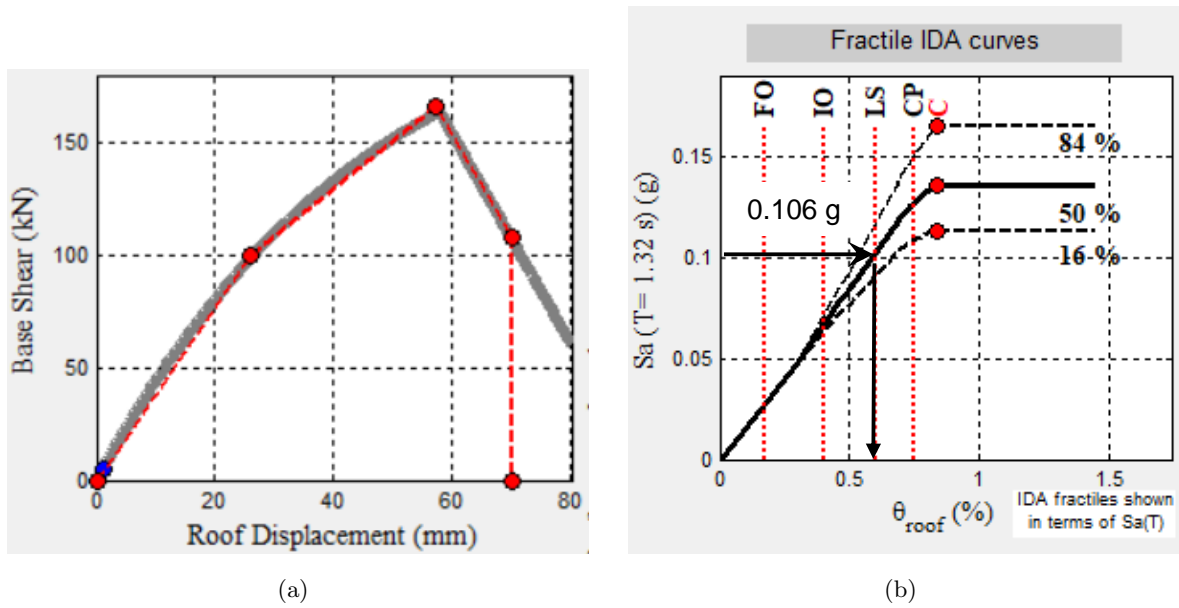 Base Shear (kN)
150
100
50
0
0
20
40
60
80
Roof Displacement (mm)
(a)
Fractile IDA curves
Sa (T= 1.32 s) (g)
0.15
0.1
0.05
0
FO
IO
LS
CP
C
84 %
50 %
16 %
0.106 g
0
0.5
1
1.5
θroof (%)
IDA fractiles shown
in terms of Sa(T)
(b)